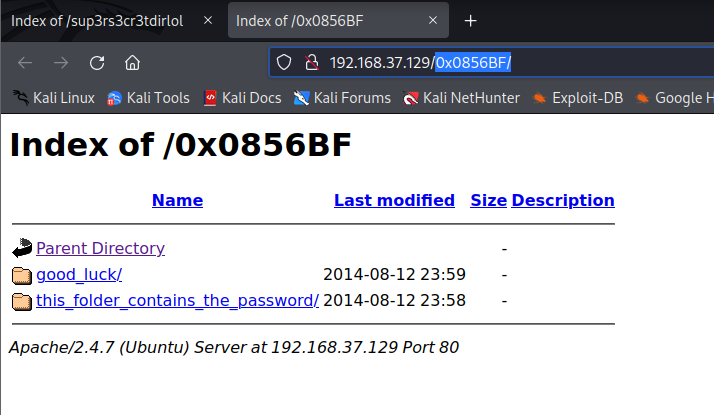 Index of /sup3rs3cr3tdirlol × Index of /0x0856BF × +
192.168.37.129/0x0856BF/
Kali Linux Kali Tools Kali Docs Kali Forums Kali NetHunter Exploit-DB Google H
Index of /0x0856BF
Name Last modified Size Description
Parent Directory -
good_luck/ 2014-08-12 23:59 -
this_folder_contains_the_password/ 2014-08-12 23:58 -
Apache/2.4.7 (Ubuntu) Server at 192.168.37.129 Port 80